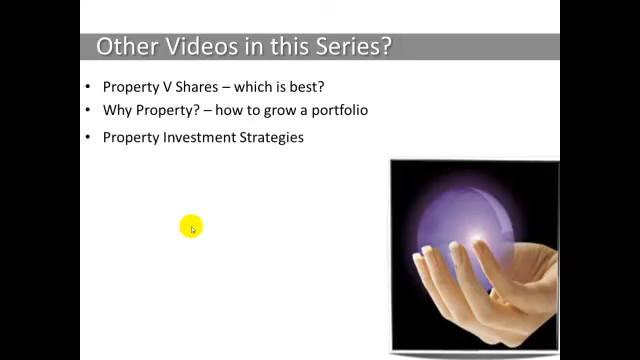 Other Videos in this Series?
• Property V Shares – which is best?
• Why Property? – how to grow a portfolio
• Property Investment Strategies